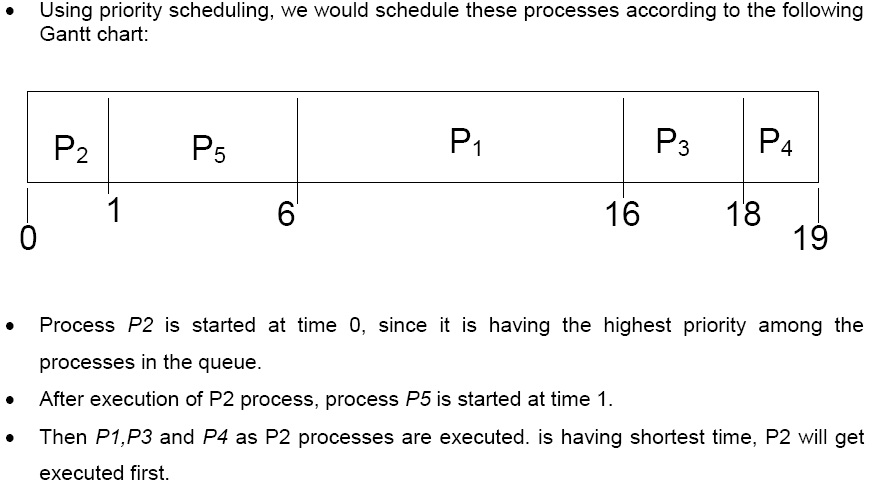 • Using priority scheduling, we would schedule these processes according to the following
Gantt chart:
P2 P5 P1 P3 P4
0 1 6 16 18 19
• Process P2 is started at time 0, since it is having the highest priority among the
processes in the queue.
• After execution of P2 process, process P5 is started at time 1.
• Then P1,P3 and P4 as P2 processes are executed. is having shortest time, P2 will get
executed first.